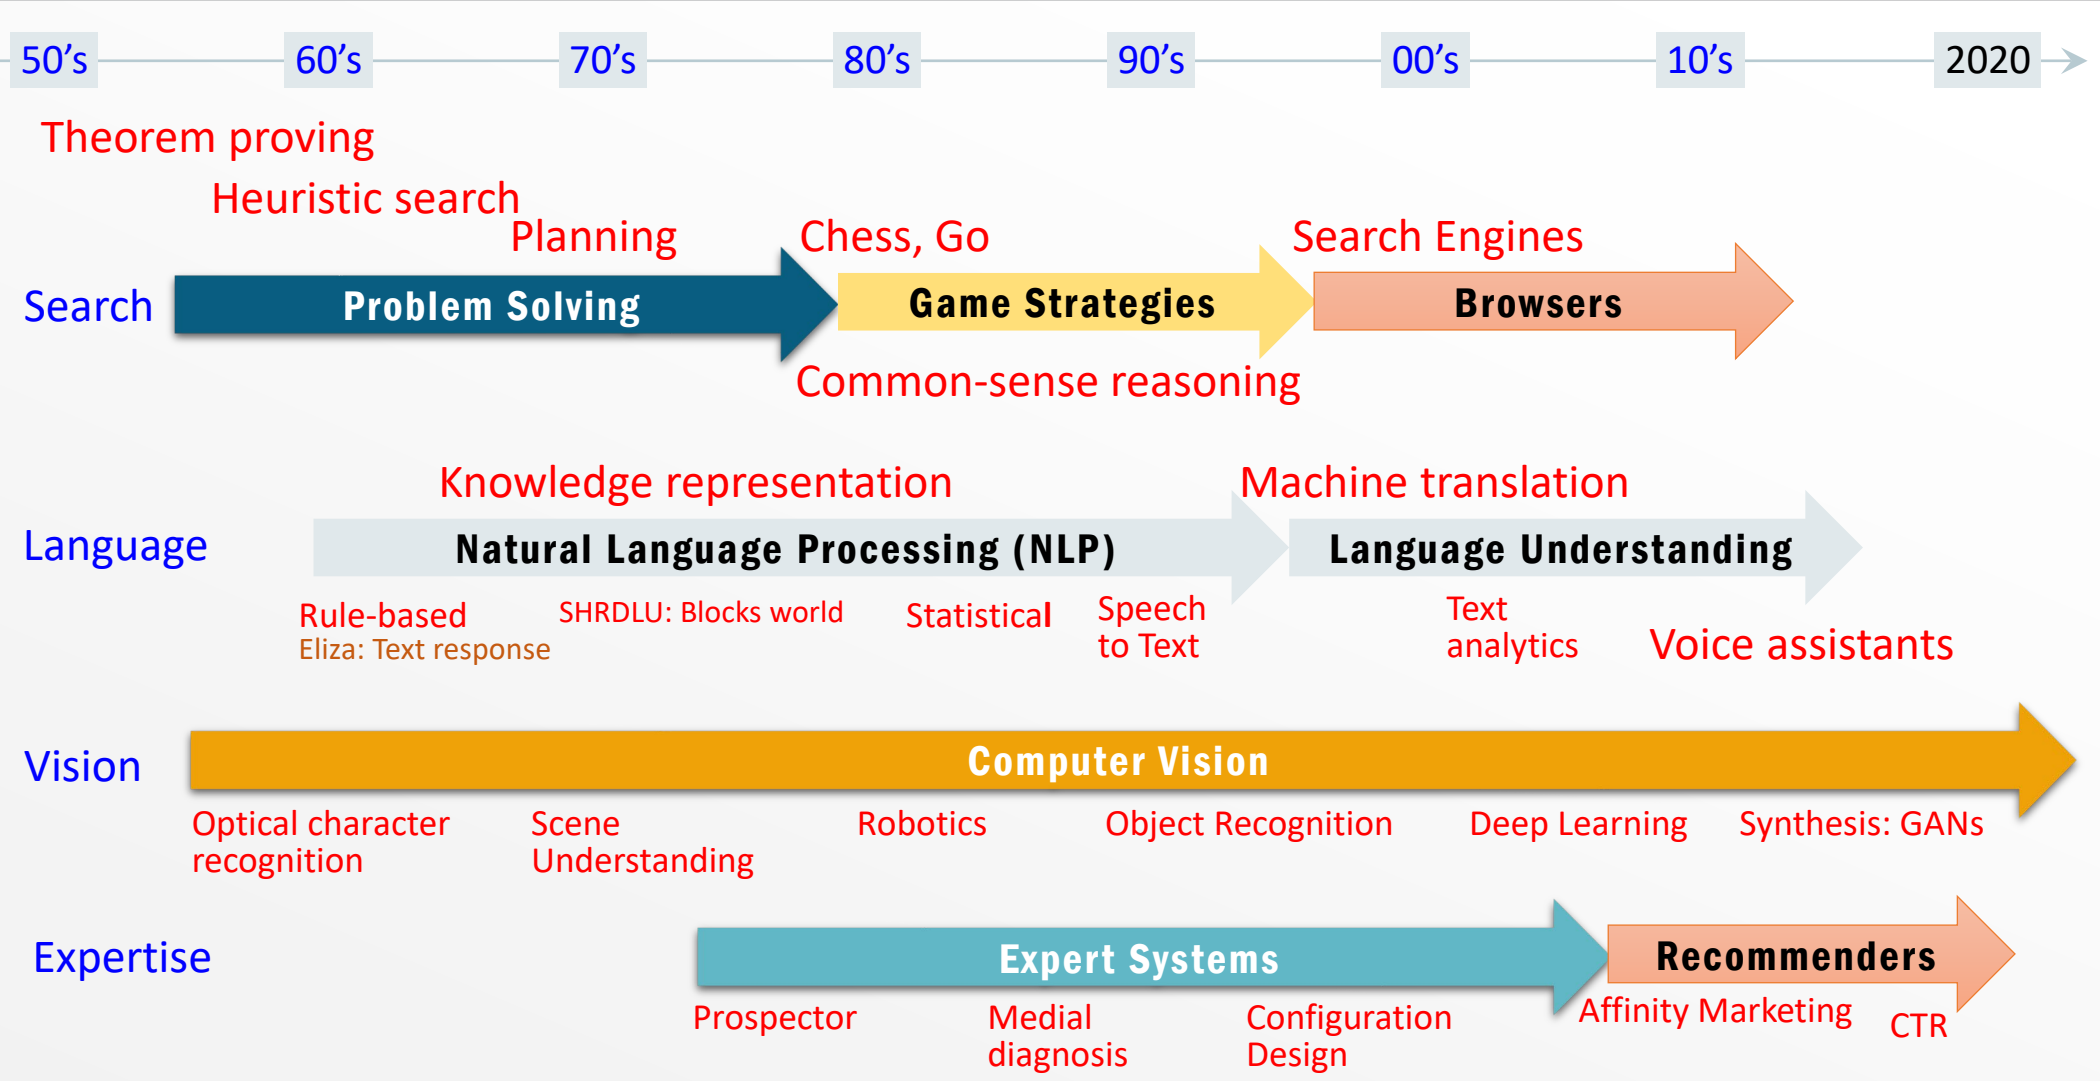 50's 60's 70's 80's 90's 00's 10's 2020
Theorem proving
Heuristic search
Planning
Chess, Go
Search Engines
Search
Problem Solving
Game Strategies
Browsers
Common-sense reasoning
Knowledge representation
Machine translation
Language
Natural Language Processing (NLP)
Language Understanding
Rule-based
Eliza: Text response
SHRDLU: Blocks world
Statistical
Speech
to Text
Text
analytics
Voice assistants
Vision
Computer Vision
Optical character
recognition
Scene
Understanding
Robotics
Object Recognition
Deep Learning
Synthesis: GANs
Expertise
Expert Systems
Recommenders
Prospector
Medial
diagnosis
Configuration
Design
Affinity Marketing
CTR